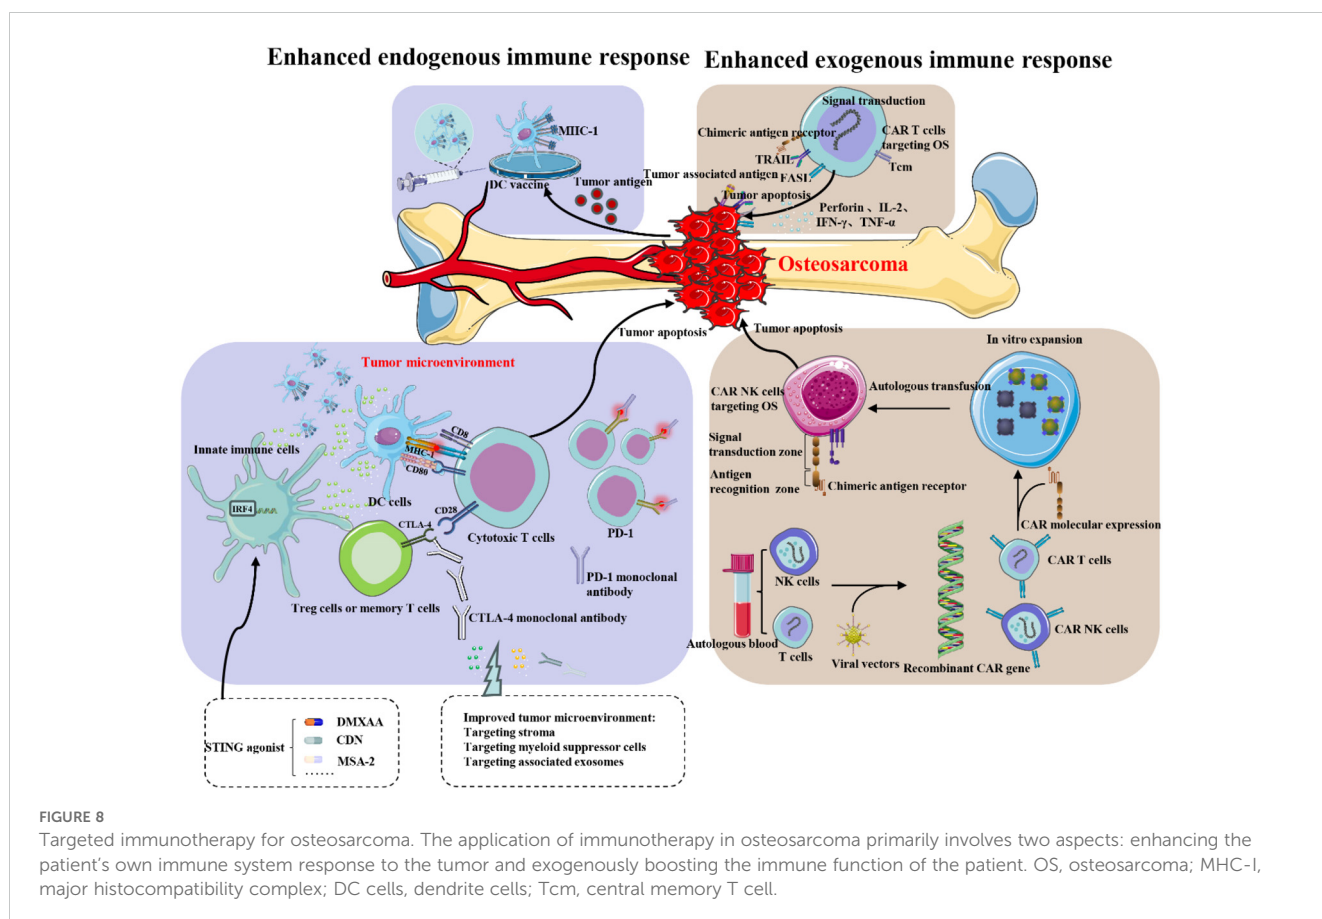 Enhanced endogenous immune response
Enhanced exogenous immune response
MIIC-1
DC vaccine
Tumor antigen
Signal transduction
Chimeric antigen receptor
CAR T cells
targeting OS
TRAIL
Tcm
FASL
Tumor associated antigen
Tumor apoptosis
Perforin 、IL-2、
IFN-γ、TNF-α
Osteosarcoma
Tumor apoptosis
Tumor apoptosis
Tumor microenvironment
Innate immune cells
IRF4
DC cells
CD8
MHC-1
CD80
CD28
CTLA-4
Cytotoxic T cells
PD-1
Treg cells or memory T cells
PD-1 monoclonal
antibody
CTLA-4 monoclonal antibody
STING agonist
DMXAA
CDN
MSA-2
......
Improved tumor microenvironment:
Targeting stroma
Targeting myeloid suppressor cells
Targeting associated exosomes
In vitro expansion
CAR NK cells
targeting OS
Autologous transfusion
Signal
transduction zone
Antigen
recognition zone
Chimeric antigen receptor
CAR molecular expression
NK cells
CAR T cells
Autologous blood
T cells
Viral vectors
CAR NK cells
Recombinant CAR gene
FIGURE 8
Targeted immunotherapy for osteosarcoma. The application of immunotherapy in osteosarcoma primarily involves two aspects: enhancing the
patient's own immune system response to the tumor and exogenously boosting the immune function of the patient. OS, osteosarcoma; MHC-I,
major histocompatibility complex; DC cells, dendrite cells; Tcm, central memory T cell.